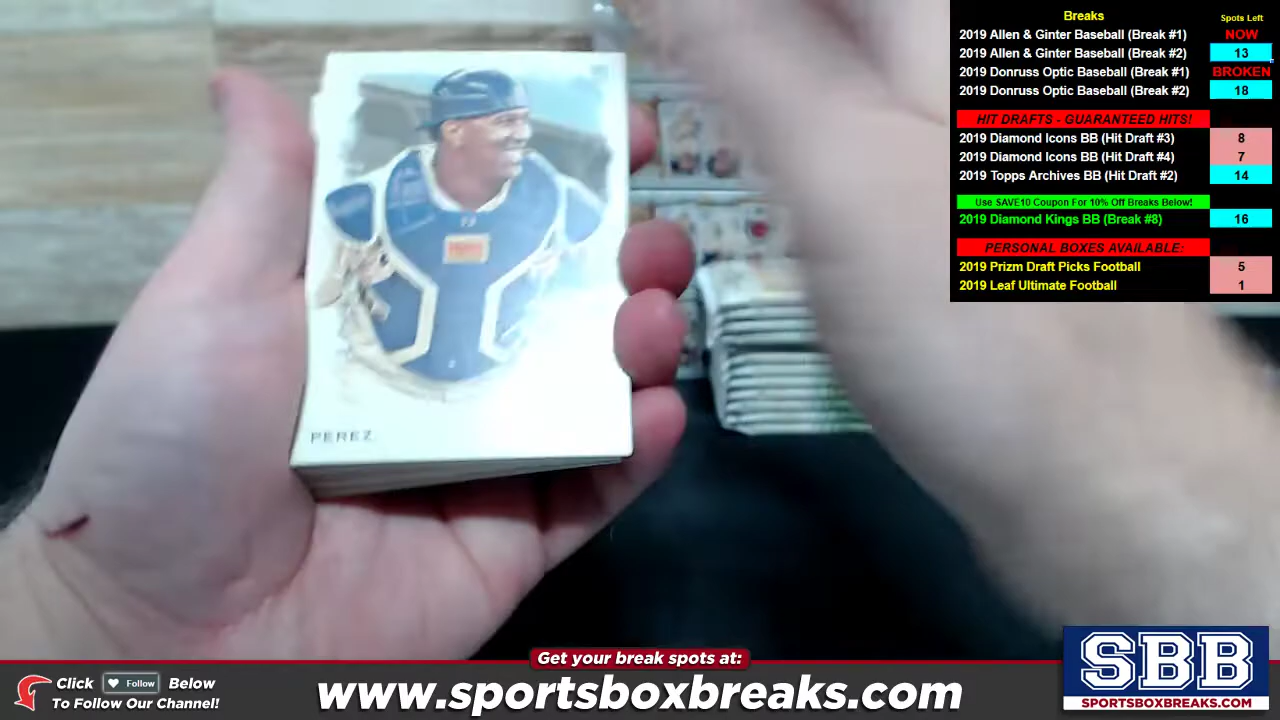 PEREZ
Breaks
Spots Left
2019 Allen & Ginter Baseball (Break #1) NOW
2019 Allen & Ginter Baseball (Break #2) 13
2019 Donruss Optic Baseball (Break #1) BROKEN
2019 Donruss Optic Baseball (Break #2) 18
HIT DRAFTS - GUARANTEED HITS!
2019 Diamond Icons BB (Hit Draft #3) 8
2019 Diamond Icons BB (Hit Draft #4) 7
2019 Topps Archives BB (Hit Draft #2) 14
Use SAVE10 Coupon For 10% Off Breaks Below!
2019 Diamond Kings BB (Break #8) 16
PERSONAL BOXES AVAILABLE:
2019 Prizm Draft Picks Football 5
2019 Leaf Ultimate Football 1
Get your break spots at:
Click Follow Below
To Follow Our Channel!
www.sportsboxbreaks.com
SBB
SPORTSBOXBREAKS.COM